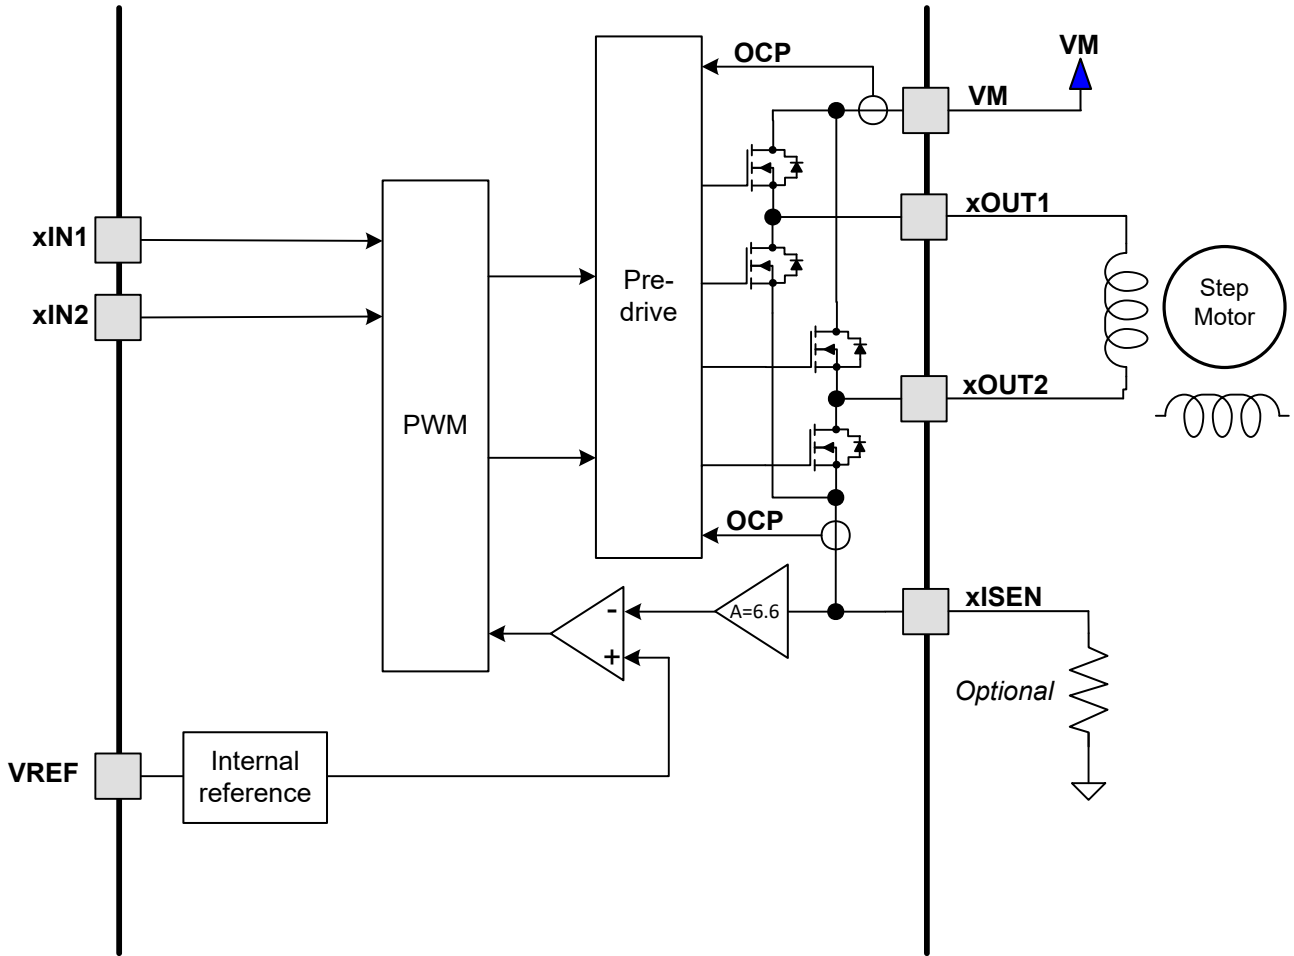 VM
OCP
VM
xOUT1
xIN1
xIN2
Pre-
drive
Step
Motor
xOUT2
PWM
OCP
xISEN
A=6.6
-
+
Optional
VREF
Internal
reference